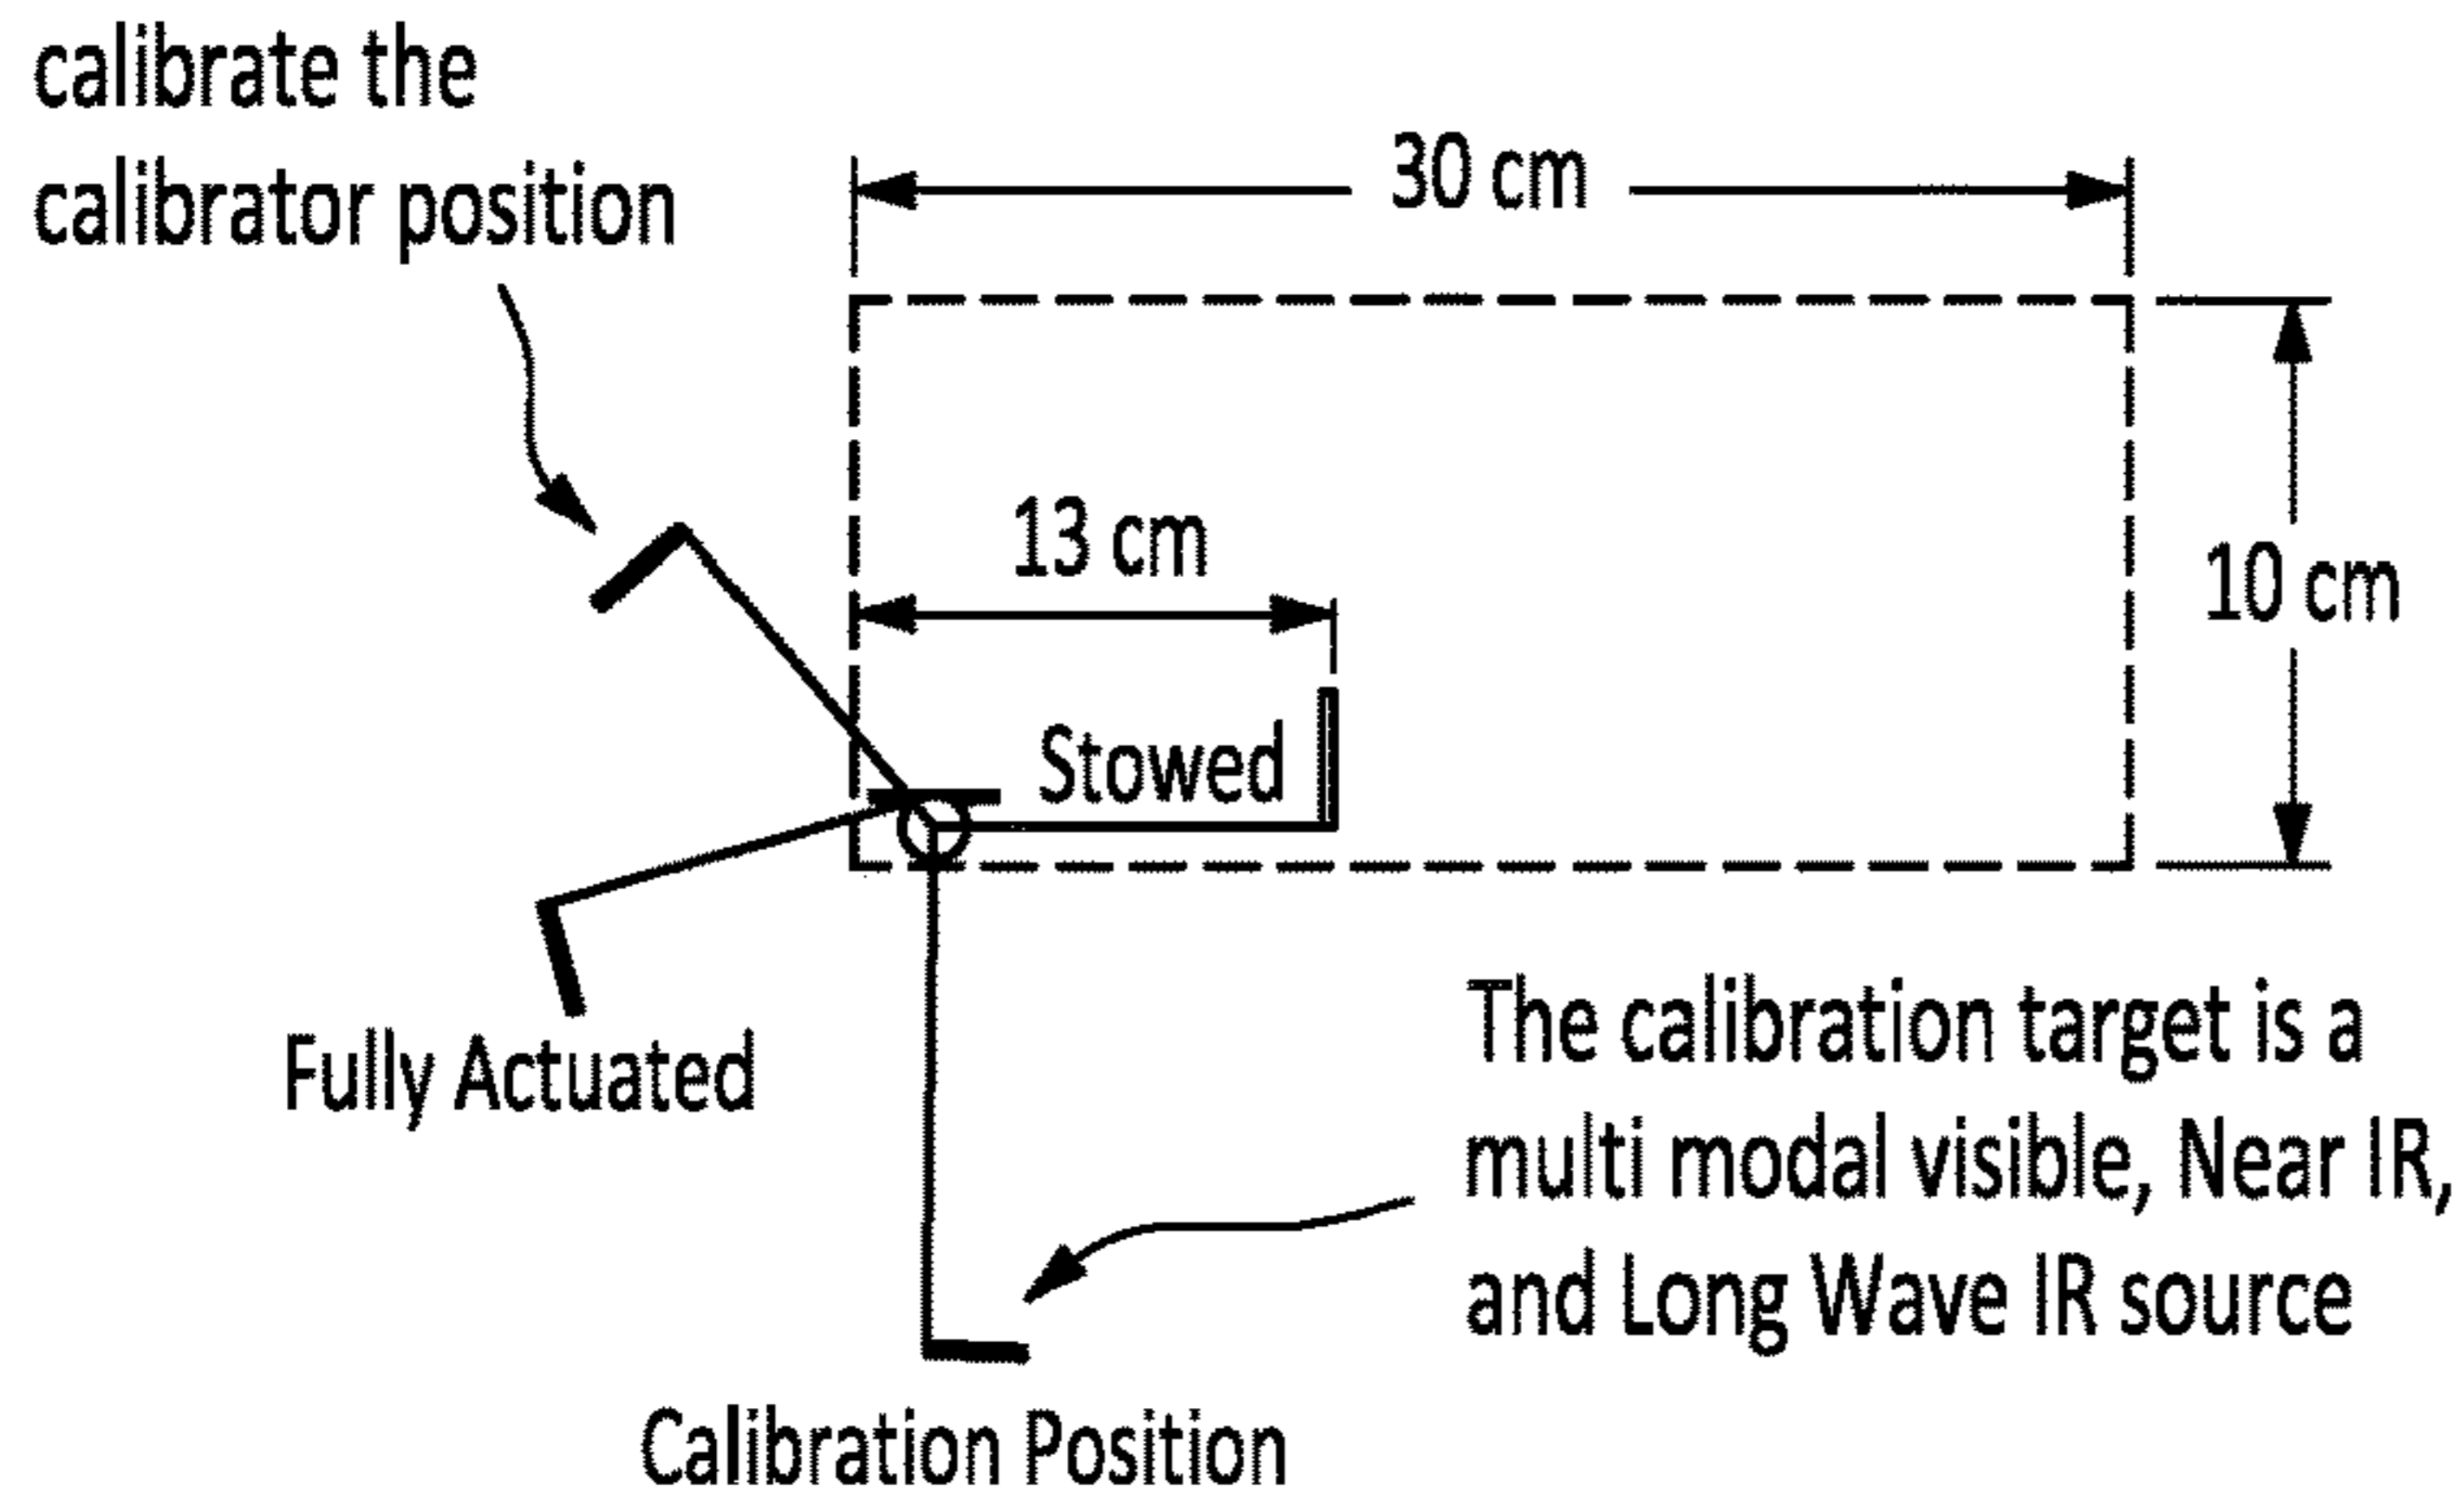 calibrate the
calibrator position
30 cm
13 cm
10 cm
Stowed
Fully Actuated
The calibration target is a
multi modal visible, Near IR,
and Long Wave IR source
Calibration Position